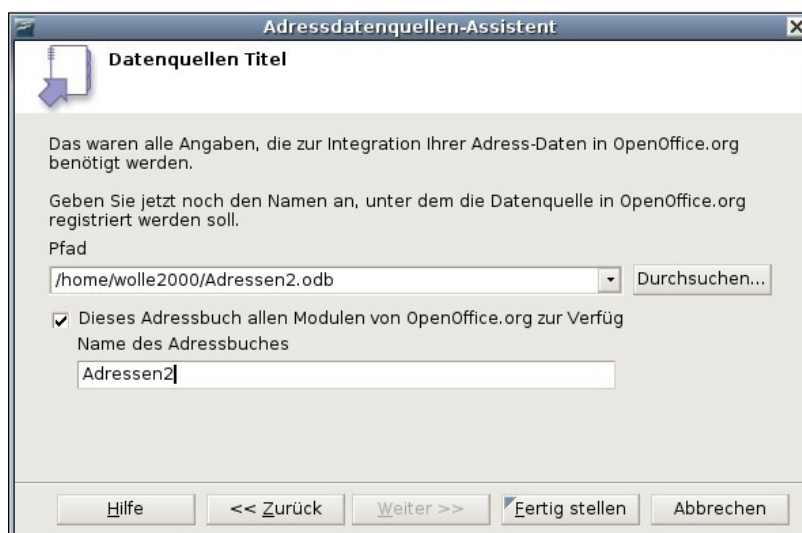 Adressdatenquellen-Assistent
Datenquellen Titel
Das waren alle Angaben, die zur Integration Ihrer Adress-Daten in OpenOffice.org
benötigt werden.
Geben Sie jetzt noch den Namen an, unter dem die Datenquelle in OpenOffice.org
registriert werden soll.
Pfad
/home/wolle2000/Adressen2.odb
Durchsuchen...
Dieses Adressbuch allen Modulen von OpenOffice.org zur Verfüg
Name des Adressbuches
Adressen2
Hilfe << Zurück Weiter >> Fertig stellen Abbrechen